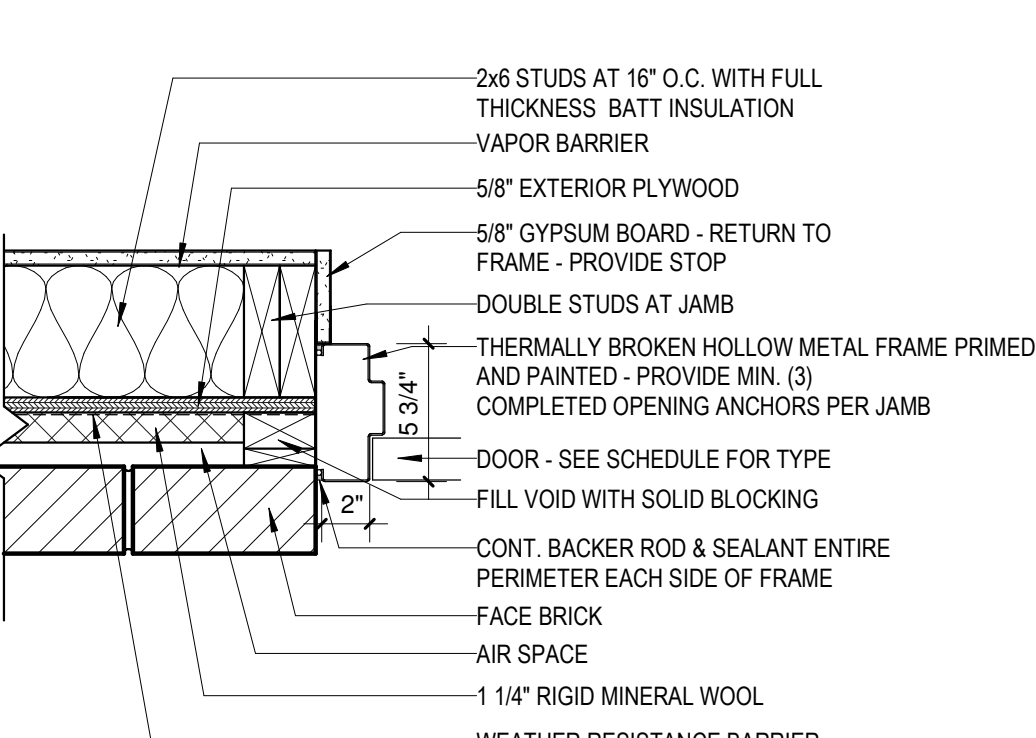 2x6 STUDS AT 16" O.C. WITH FULL
THICKNESS BATT INSULATION
VAPOR BARRIER
5/8" EXTERIOR PLYWOOD
5/8" GYPSUM BOARD - RETURN TO
FRAME - PROVIDE STOP
DOUBLE STUDS AT JAMB
THERMALLY BROKEN HOLLOW METAL FRAME PRIMED
AND PAINTED - PROVIDE MIN. (3)
COMPLETED OPENING ANCHORS PER JAMB
5 3/4"
DOOR - SEE SCHEDULE FOR TYPE
FILL VOID WITH SOLID BLOCKING
2"
CONT. BACKER ROD & SEALANT ENTIRE
PERIMETER EACH SIDE OF FRAME
FACE BRICK
AIR SPACE
1 1/4" RIGID MINERAL WOOL
WEATHER RESISTANCE BARRIER